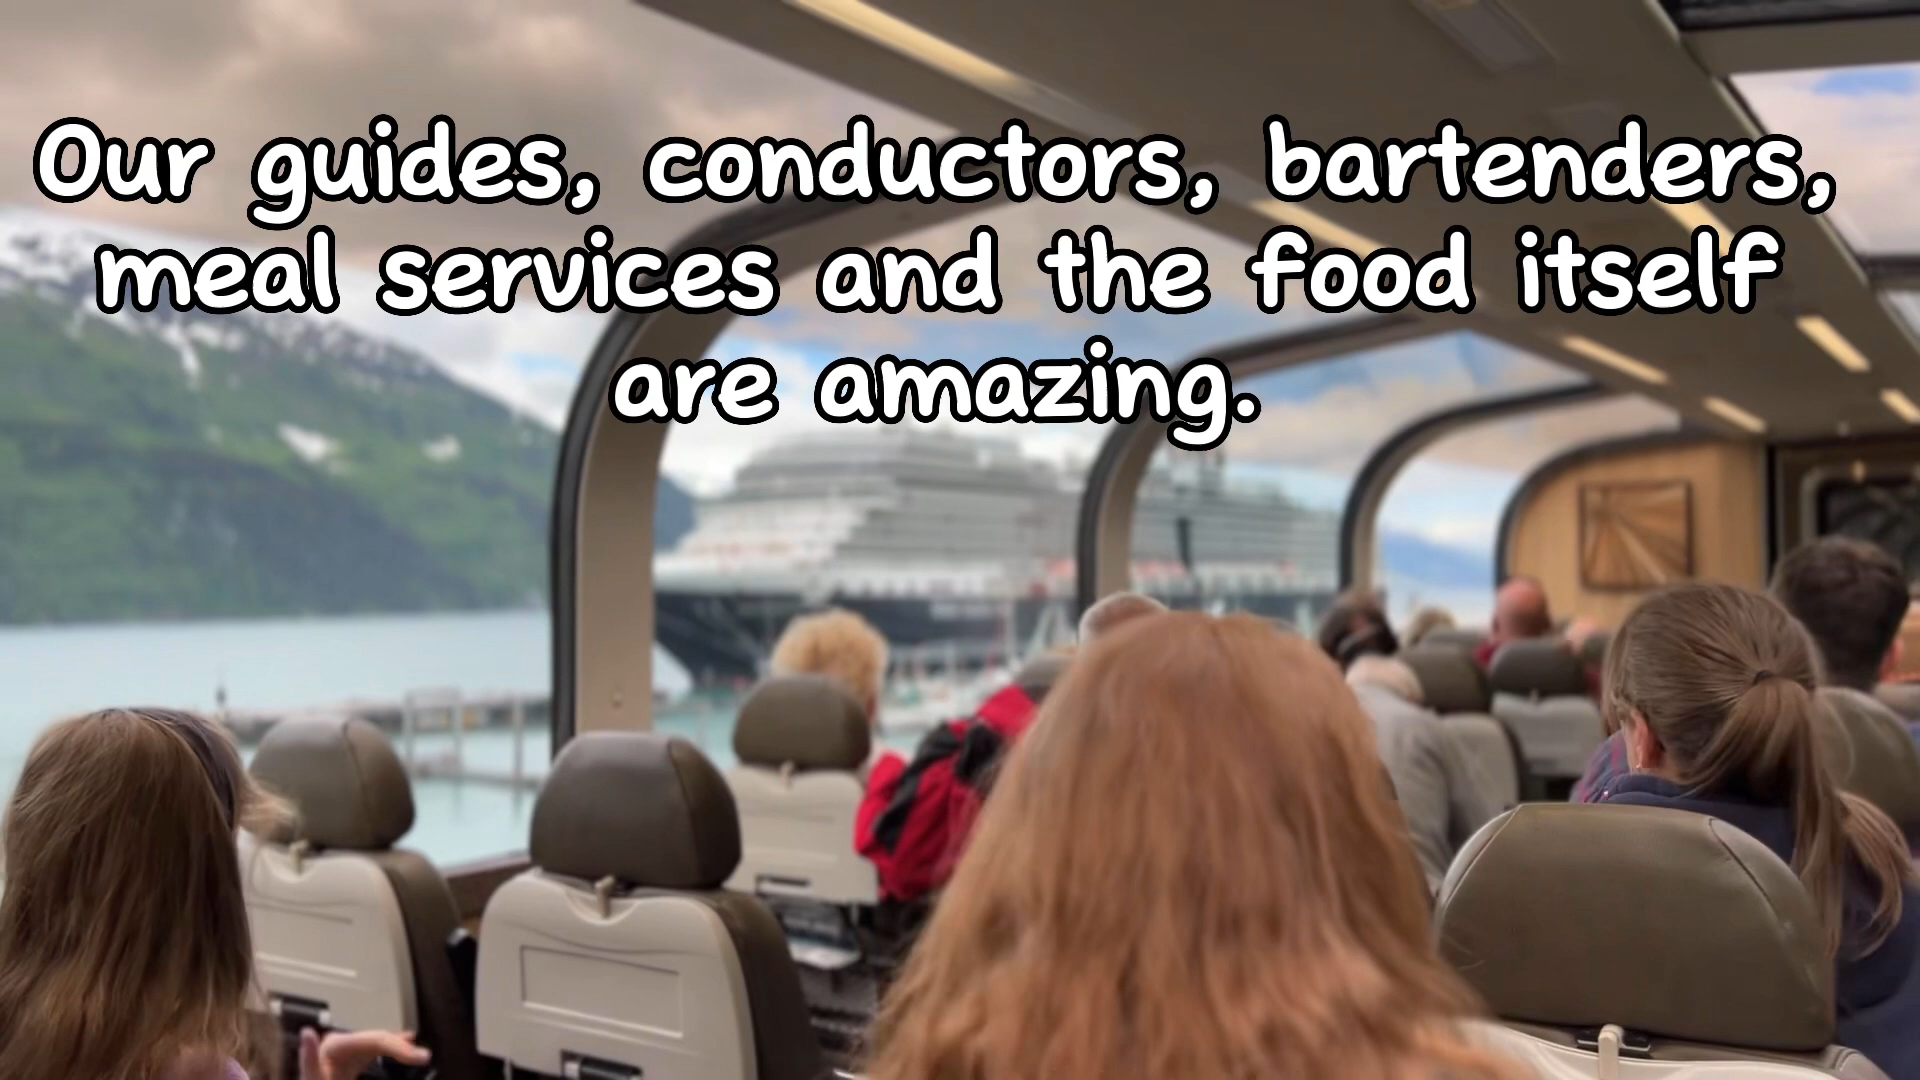 Our guides, conductors, bartenders,
meal services and the food itself
are amazing.